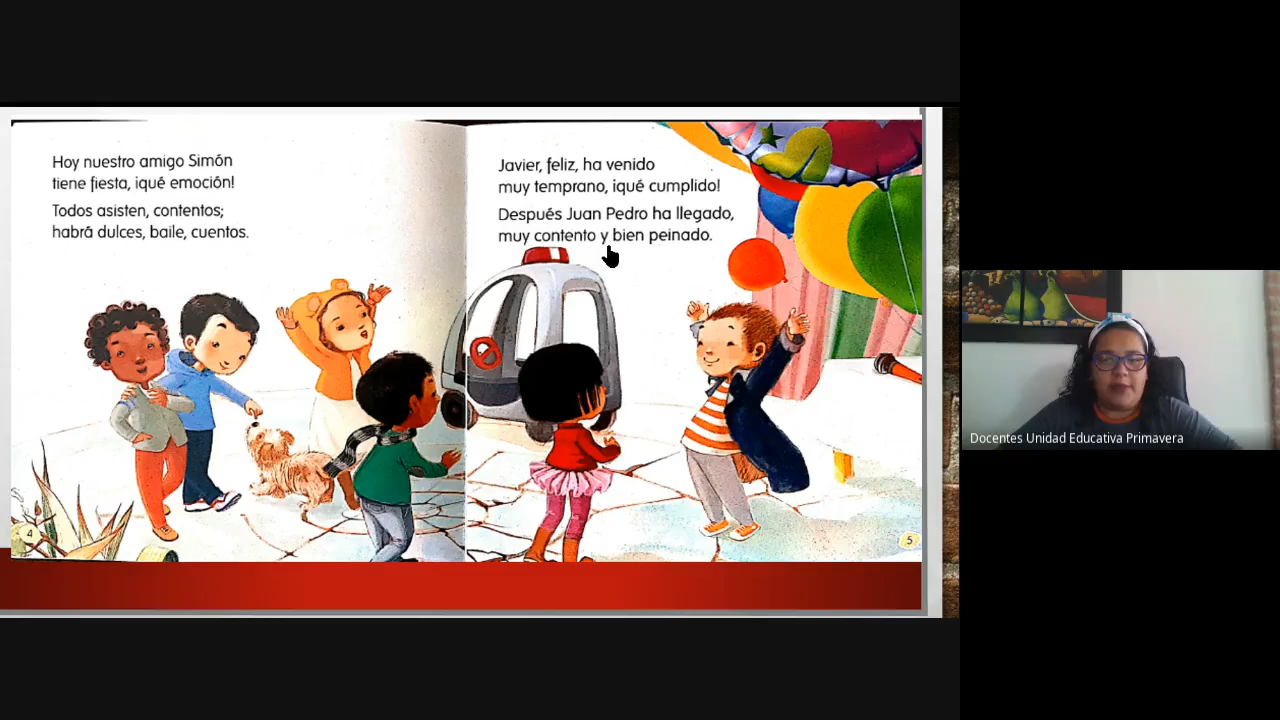 Hoy nuestro amigo Simón
tiene fiesta, ¡qué emoción!
Todos asisten, contentos;
habrá dulces, baile, cuentos.
4
Javier, feliz, ha venido
muy temprano, ¡qué cumplido!
Después Juan Pedro ha llegado,
muy contento y bien peinado.
5
Docentes Unidad Educativa Primavera